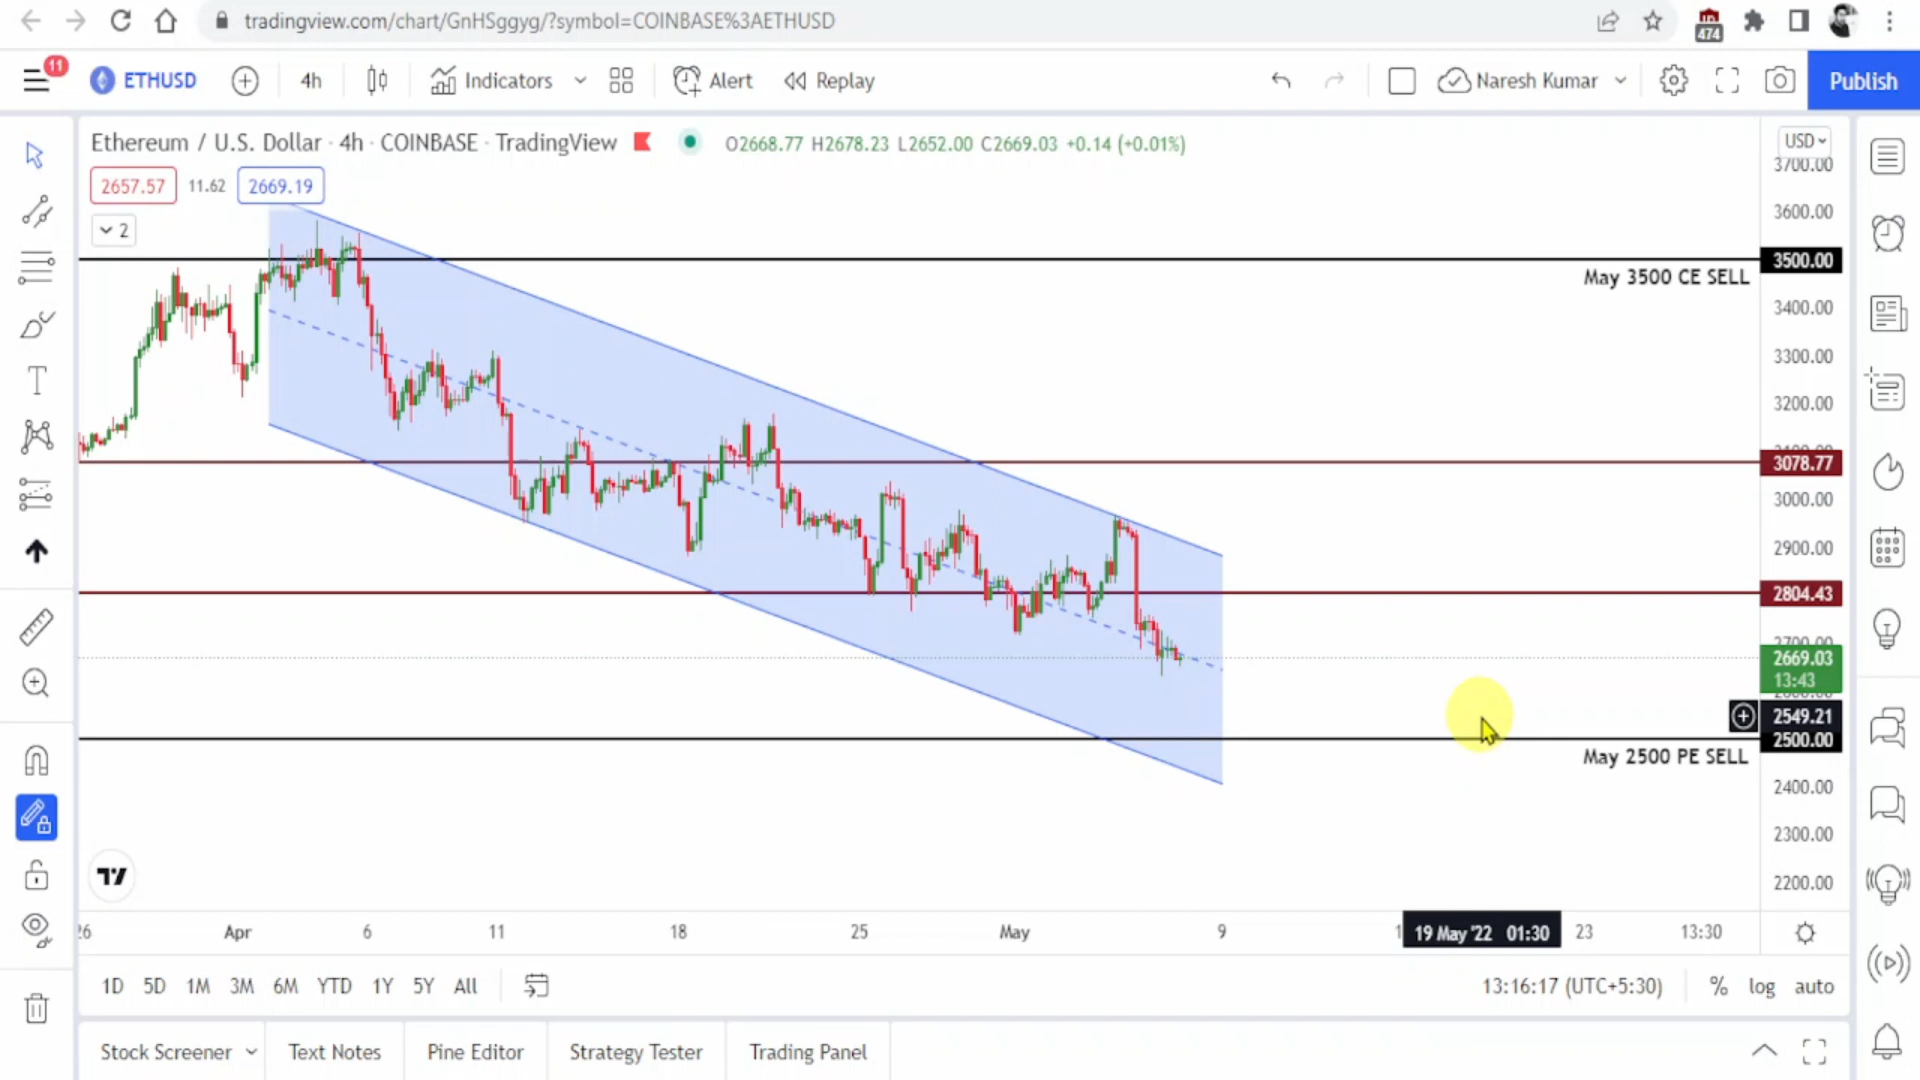 tradingview.com/chart/GnHSggyg/?symbol=COINBASE%3AETHUSD
474
11
ETHUSD
4h
Indicators
Alert
Replay
Naresh Kumar
Publish
Ethereum / U.S. Dollar · 4h · COINBASE · TradingView
O2668.77 H2678.23 L2652.00 C2669.03 +0.14 (+0.01%)
USD
2657.57
11.62
2669.19
2
3700.00
3600.00
3500.00
May 3500 CE SELL
3400.00
3300.00
3200.00
3078.77
3000.00
2900.00
2804.43
2700.00
2669.03
13:43
2549.21
2500.00
May 2500 PE SELL
2400.00
2300.00
2200.00
26 Apr 6 11 18 25 May 9 19 May '22 01:30 23 13:30
1D 5D 1M 3M 6M YTD 1Y 5Y All
13:16:17 (UTC+5:30) % log auto
Stock Screener Text Notes Pine Editor Strategy Tester Trading Panel